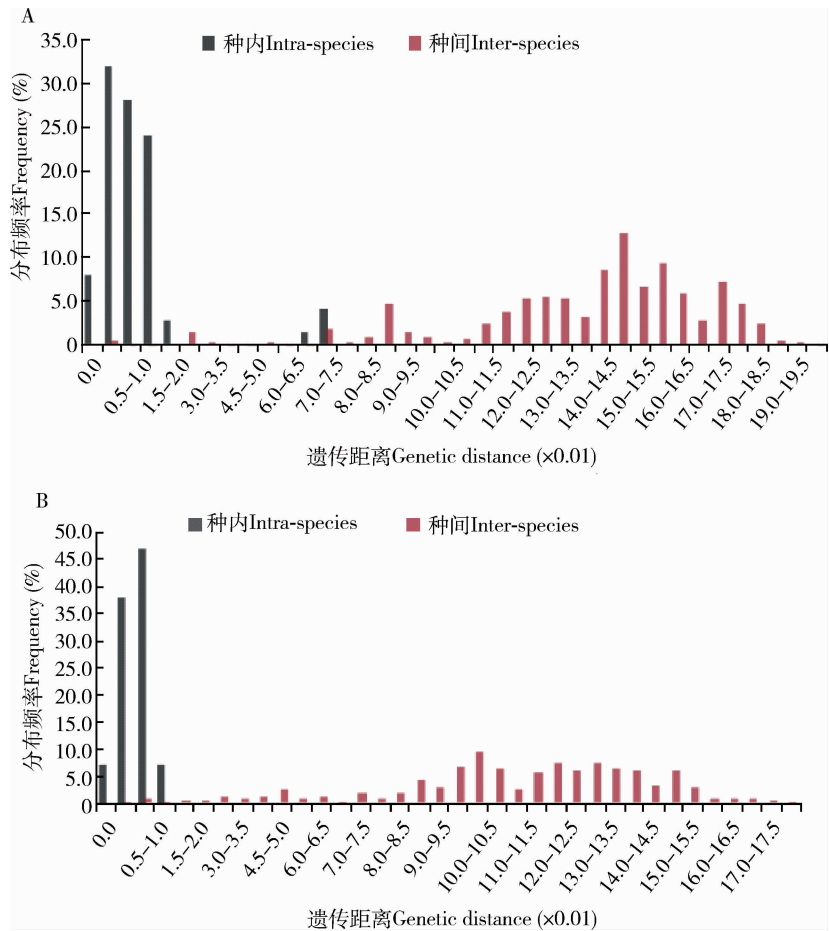 A
种内Intra-species 种间Inter-species
分布频率Frequency (%)
35.0
30.0
25.0
20.0
15.0
10.0
5.0
0
0.0 0.5–1.0 1.5–2.0 3.0–3.5 4.5–5.0 6.0–6.5 7.0–7.5 8.0–8.5 9.0–9.5 10.0–10.5 11.0–11.5 12.0–12.5 13.0–13.5 14.0–14.5 15.0–15.5 16.0–16.5 17.0–17.5 18.0–18.5 19.0–19.5
遗传距离Genetic distance (×0.01)
B
种内Intra-species 种间Inter-species
分布频率Frequency (%)
50.0
45.0
40.0
35.0
30.0
25.0
20.0
15.0
10.0
5.0
0
0.0 0.5–1.0 1.5–2.0 3.0–3.5 4.5–5.0 6.0–6.5 7.0–7.5 8.0–8.5 9.0–9.5 10.0–10.5 11.0–11.5 12.0–12.5 13.0–13.5 14.0–14.5 15.0–15.5 16.0–16.5 17.0–17.5
遗传距离Genetic distance (×0.01)